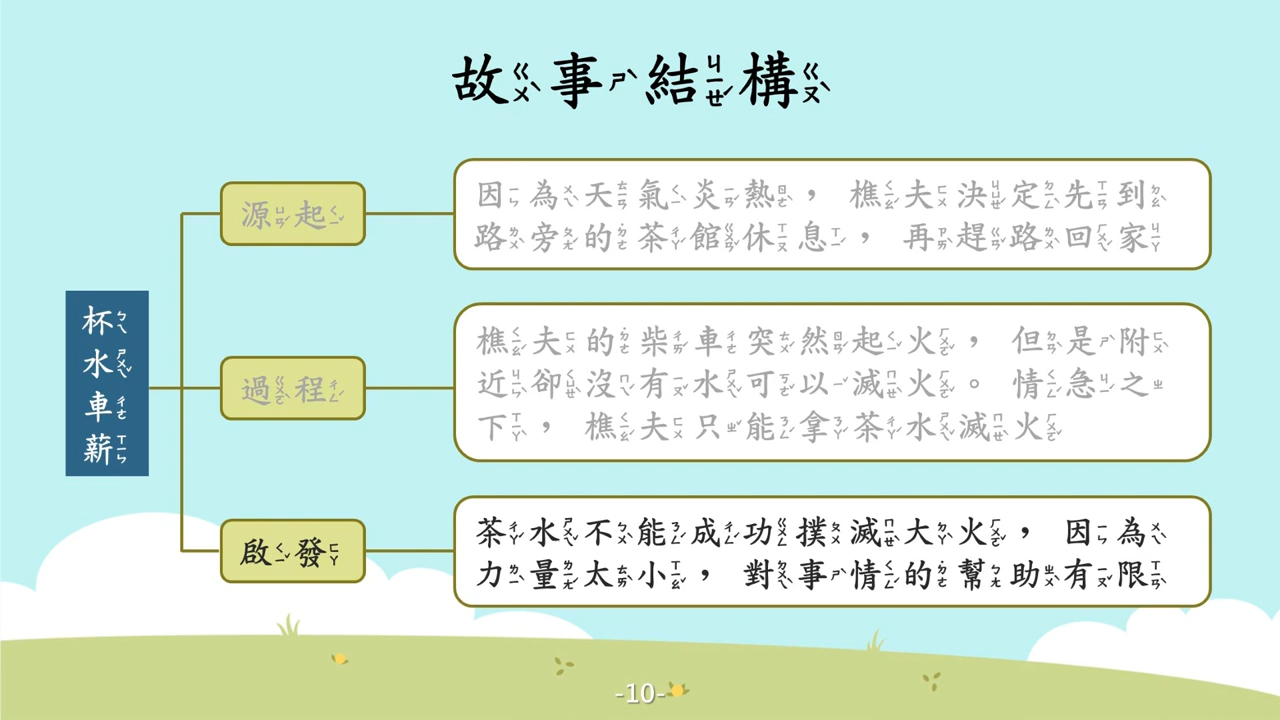 故事結構
源起
因為天氣炎熱，樵夫決定先到
路旁的茶館休息，再趕路回家
杯水車薪
過程
樵夫的柴車突然起火，但是附
近卻沒有水可以滅火。情急之
下，樵夫只能拿茶水滅火
啟發
茶水不能成功撲滅大火，因為
力量太小，對事情的幫助有限
-10-